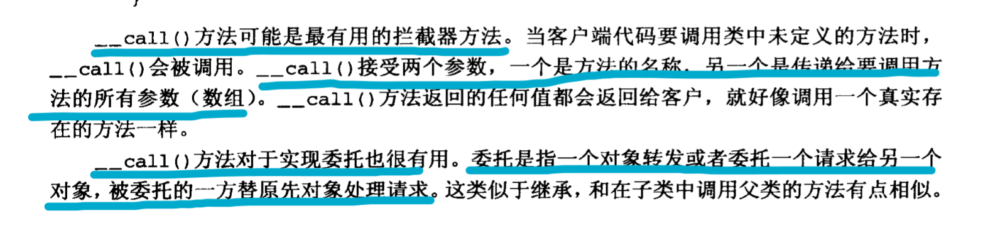 }
__call()方法可能是最有用的拦截器方法。当客户端代码要调用类中未定义的方法时，
__call()会被调用。__call()接受两个参数，一个是方法的名称，另一个是传递给要调用方
法的所有参数（数组）。__call()方法返回的任何值都会返回给客户，就好像调用一个真实存
在的方法一样。
__call()方法对于实现委托也很有用。委托是指一个对象转发或者委托一个请求给另一个
对象，被委托的一方替原先对象处理请求。这类似于继承，和在子类中调用父类的方法有点相似。